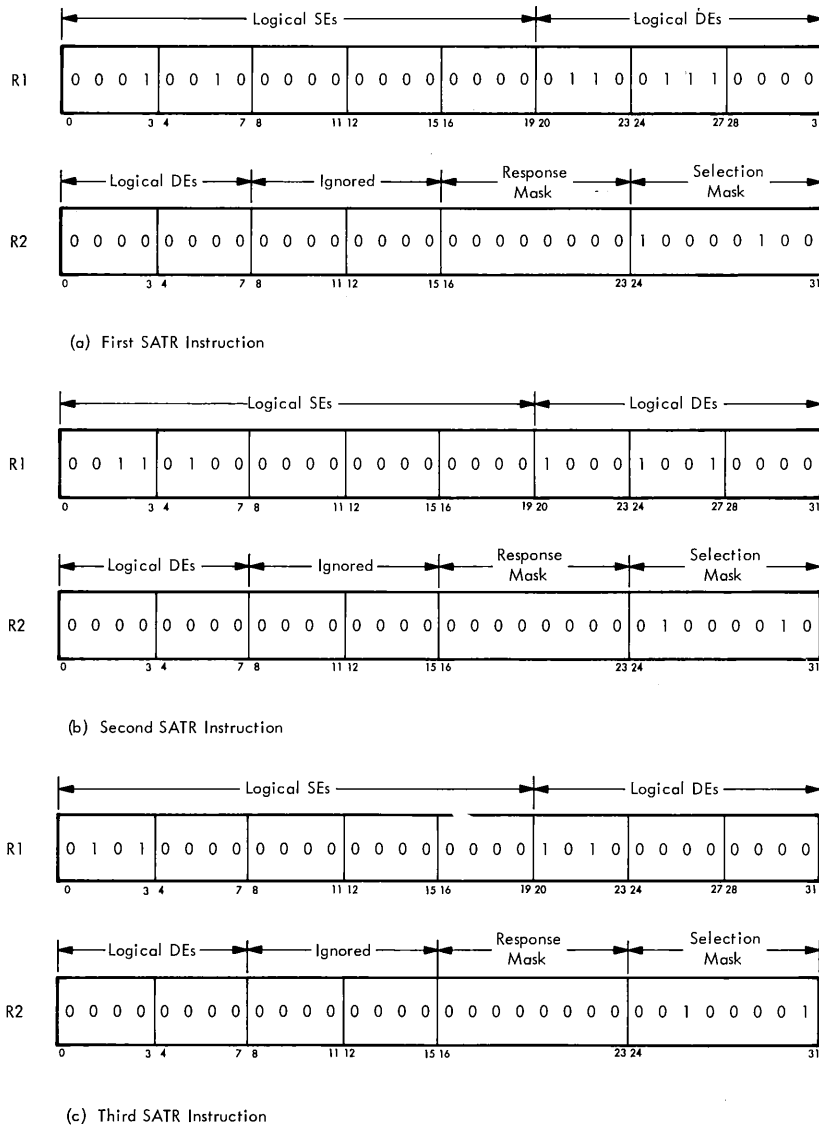 Logical SEs Logical DEs
R1 0 0 0 1 0 0 1 0 0 0 0 0 0 0 0 0 0 0 0 0 0 1 1 0 0 1 1 1 0 0 0 0
0 3 4 7 8 11 12 15 16 19 20 23 24 27 28 3
Logical DEs Ignored Response Mask Selection Mask
R2 0 0 0 0 0 0 0 0 0 0 0 0 0 0 0 0 0 0 0 0 0 0 0 0 1 0 0 0 0 1 0 0
0 3 4 7 8 11 12 15 16 23 24 31
(a) First SATR Instruction
Logical SEs Logical DEs
R1 0 0 1 1 0 1 0 0 0 0 0 0 0 0 0 0 0 0 0 0 1 0 0 0 1 0 0 1 0 0 0 0
0 3 4 7 8 11 12 15 16 19 20 23 24 27 28 31
Logical DEs Ignored Response Mask Selection Mask
R2 0 0 0 0 0 0 0 0 0 0 0 0 0 0 0 0 0 0 0 0 0 0 0 0 0 1 0 0 0 0 1 0
0 3 4 7 8 11 12 15 16 23 24 31
(b) Second SATR Instruction
Logical SEs Logical DEs
R1 0 1 0 1 0 0 0 0 0 0 0 0 0 0 0 0 0 0 0 0 1 0 1 0 0 0 0 0 0 0 0 0
0 3 4 7 8 11 12 15 16 19 20 23 24 27 28 31
Logical DEs Ignored Response Mask Selection Mask
R2 0 0 0 0 0 0 0 0 0 0 0 0 0 0 0 0 0 0 0 0 0 0 0 0 0 0 1 0 0 0 0 1
0 3 4 7 8 11 12 15 16 23 24 31
(c) Third SATR Instruction